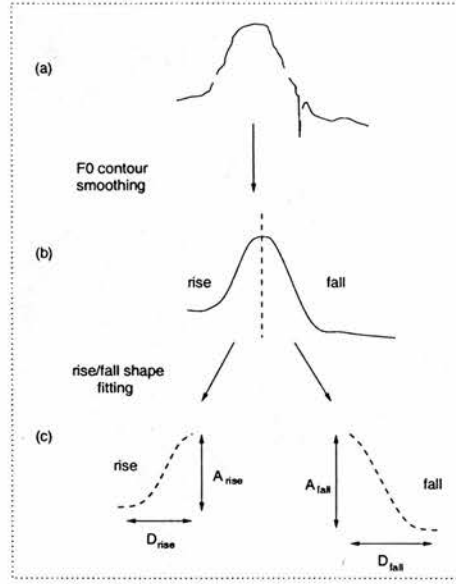 (a)
F0 contour
smoothing
(b)
rise
fall
rise/fall shape
fitting
(c)
rise
A rise
A fall
fall
D rise
D fall